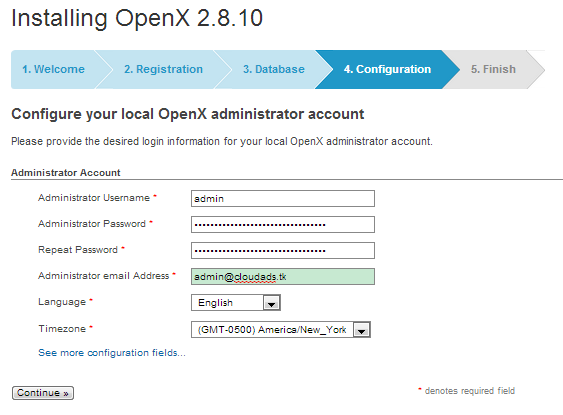 Installing OpenX 2.8.10
1. Welcome 2. Registration 3. Database 4. Configuration 5. Finish
Configure your local OpenX administrator account
Please provide the desired login information for your local OpenX administrator account.
Administrator Account
Administrator Username * admin
Administrator Password * ••••••••••••••••••••••••••••••••
Repeat Password * ••••••••••••••••••••••••••••••••
Administrator email Address * admin@cloudads.tk
Language * English
Timezone * (GMT-0500) America/New_York
See more configuration fields...
Continue » * denotes required field